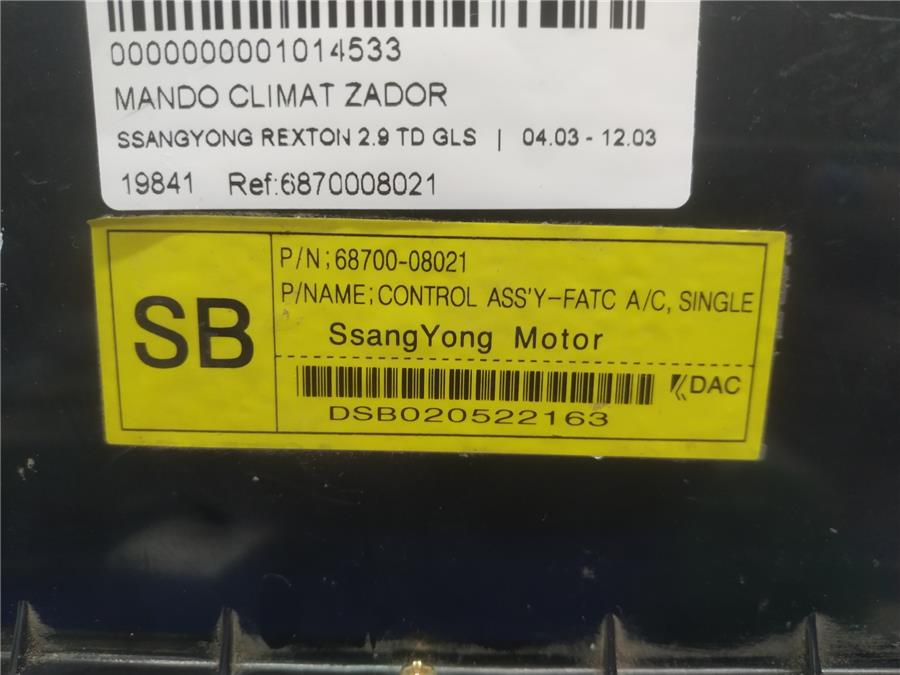 0000000001014533
MANDO CLIMAT ZADOR
SSANGYONG REXTON 2.9 TD GLS | 04.03 - 12.03
19841 Ref:6870008021
SB
P/N;68700-08021
P/NAME;CONTROL ASS'Y-FATC A/C, SINGLE
SsangYong Motor
DAC
DSB020522163